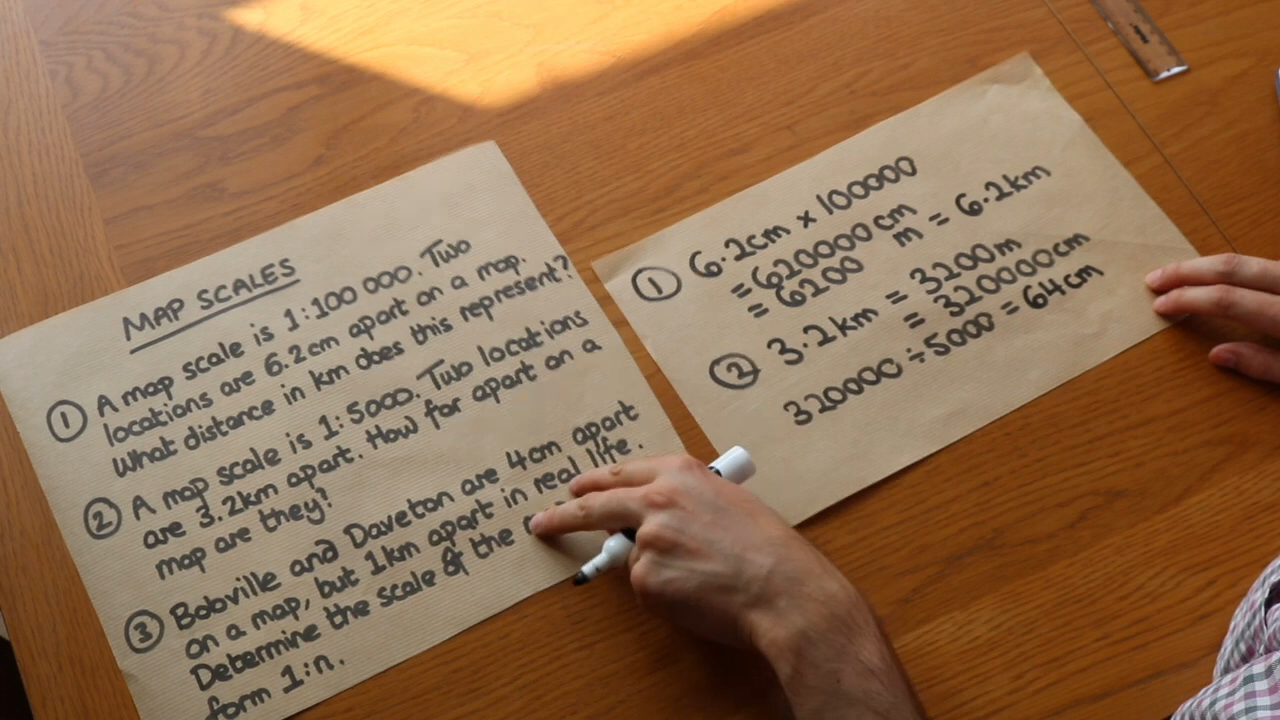 MAP SCALES
1 A map scale is 1:100 000. Two
locations are 6.2cm apart on a map.
What distance in km does this represent?
2 A map scale is 1:5000. Two locations
are 3.2km apart. How far apart on a
map are they?
3 Bobville and Daveton are 4cm apart
on a map, but 1km apart in real life.
Determine the scale of the
form 1:n.
1 6.2cm × 100000
= 620000cm
= 6200 m = 6.2km
2 3.2km = 3200m
= 320000cm
320000 ÷ 5000 = 64cm